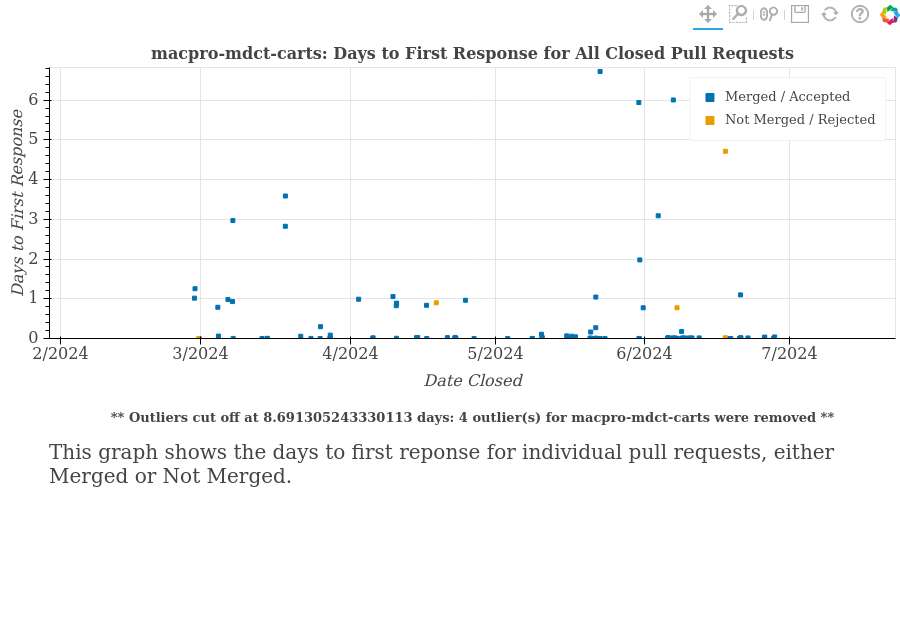 macpro-mdct-carts: Days to First Response for All Closed Pull Requests
Merged / Accepted
Not Merged / Rejected
Days to First Response
6
5
4
3
2
1
0
2/2024 3/2024 4/2024 5/2024 6/2024 7/2024
Date Closed
** Outliers cut off at 8.691305243330113 days: 4 outlier(s) for macpro-mdct-carts were removed **
This graph shows the days to first reponse for individual pull requests, either
Merged or Not Merged.